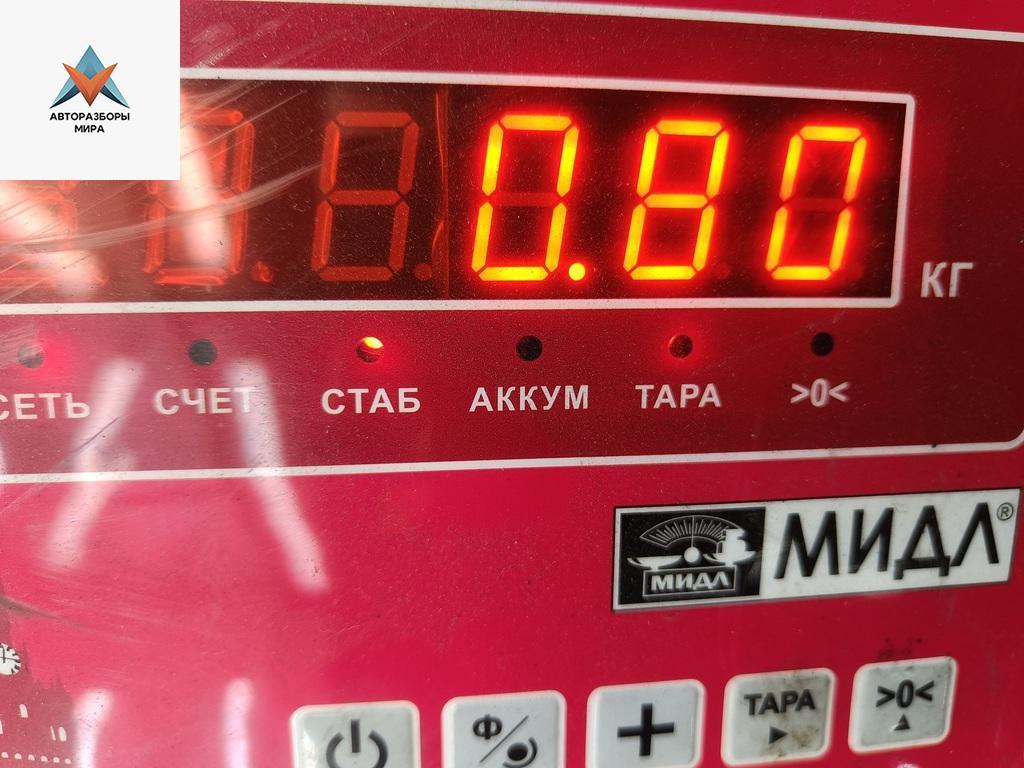 АВТОРАЗБОРЫ
МИРА
0.80
КГ
СЕТЬ СЧЕТ СТАБ АККУМ ТАРА >0<
МИДЛ МИДЛ®
Ф + ТАРА >0<